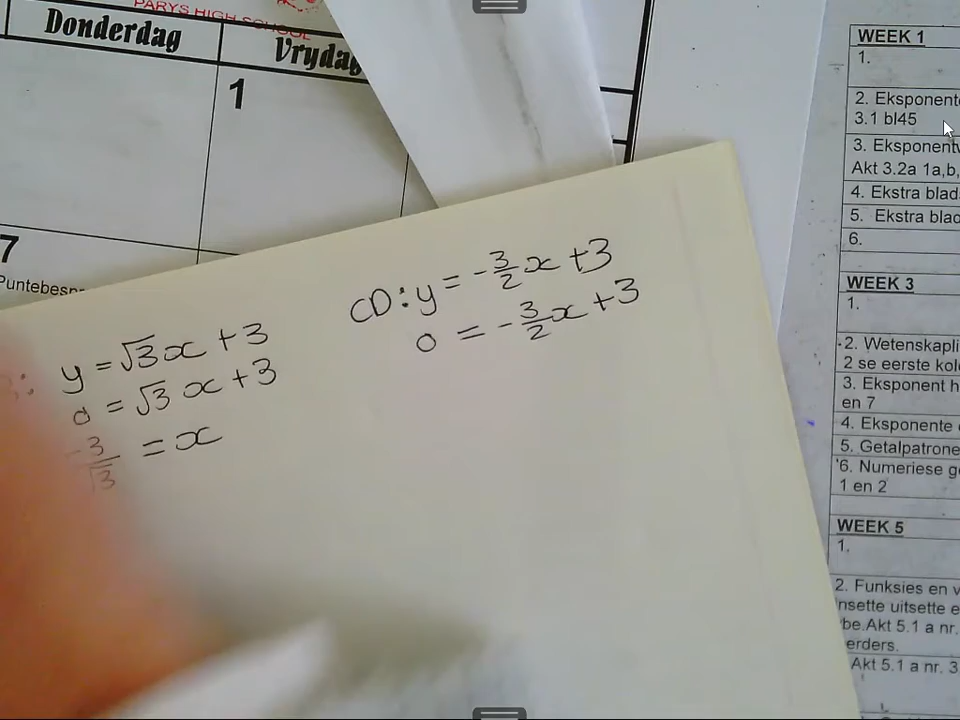 PARYS HIGH SCHOOL
Donderdag
Vrydag
1
7
Puntebesp
y = √3x + 3
0 = √3x + 3
-3/√3 = x
CD: y = -3/2x + 3
0 = -3/2x + 3
WEEK 1
1.
2. Eksponente
3.1 bl45
3. Eksponentv
Akt 3.2a 1a,b,
4. Ekstra blad
5. Ekstra blad
6.
WEEK 3
1.
2. Wetenskapli
2 se eerste kol
3. Eksponent h
en 7
4. Eksponente
5. Getalpatrone
6. Numeriese g
1 en 2
WEEK 5
1.
2. Funksies en v
nsette uitsette e
be.Akt 5.1 a nr.
erders.
Akt 5.1 a nr. 3